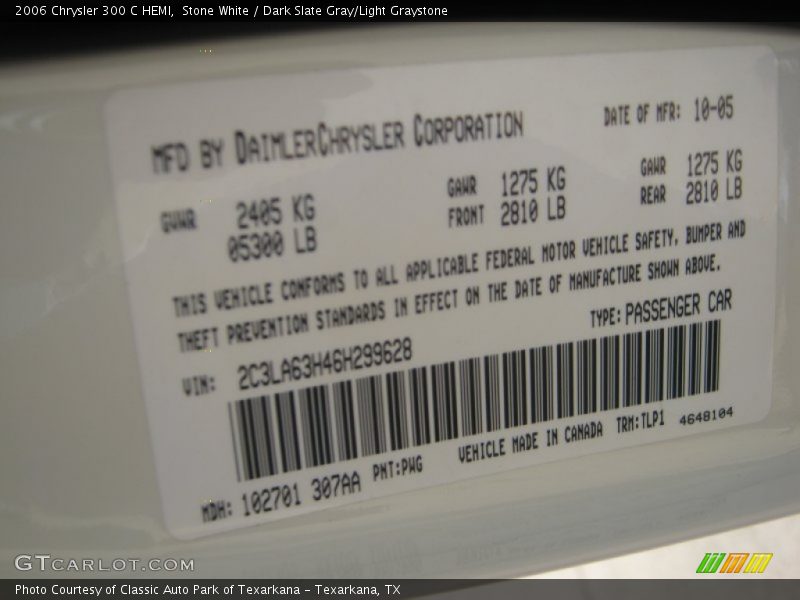 2006 Chrysler 300 C HEMI,  Stone White / Dark Slate Gray/Light Graystone
MFD BY DAIMLERCHRYSLER CORPORATION
DATE OF MFR: 10-05
GVWR 2405 KG
05300 LB
GAWR FRONT 1275 KG
2810 LB
GAWR REAR 1275 KG
2810 LB
THIS VEHICLE CONFORMS TO ALL APPLICABLE FEDERAL MOTOR VEHICLE SAFETY, BUMPER AND
THEFT PREVENTION STANDARDS IN EFFECT ON THE DATE OF MANUFACTURE SHOWN ABOVE.
VIN: 2C3LA63H46H299628
TYPE: PASSENGER CAR
MDH: 102701 307AA PNT:PWG
VEHICLE MADE IN CANADA TRM:TLP1 4648104
GTCARLOT.COM
Photo Courtesy of Classic Auto Park of Texarkana - Texarkana, TX